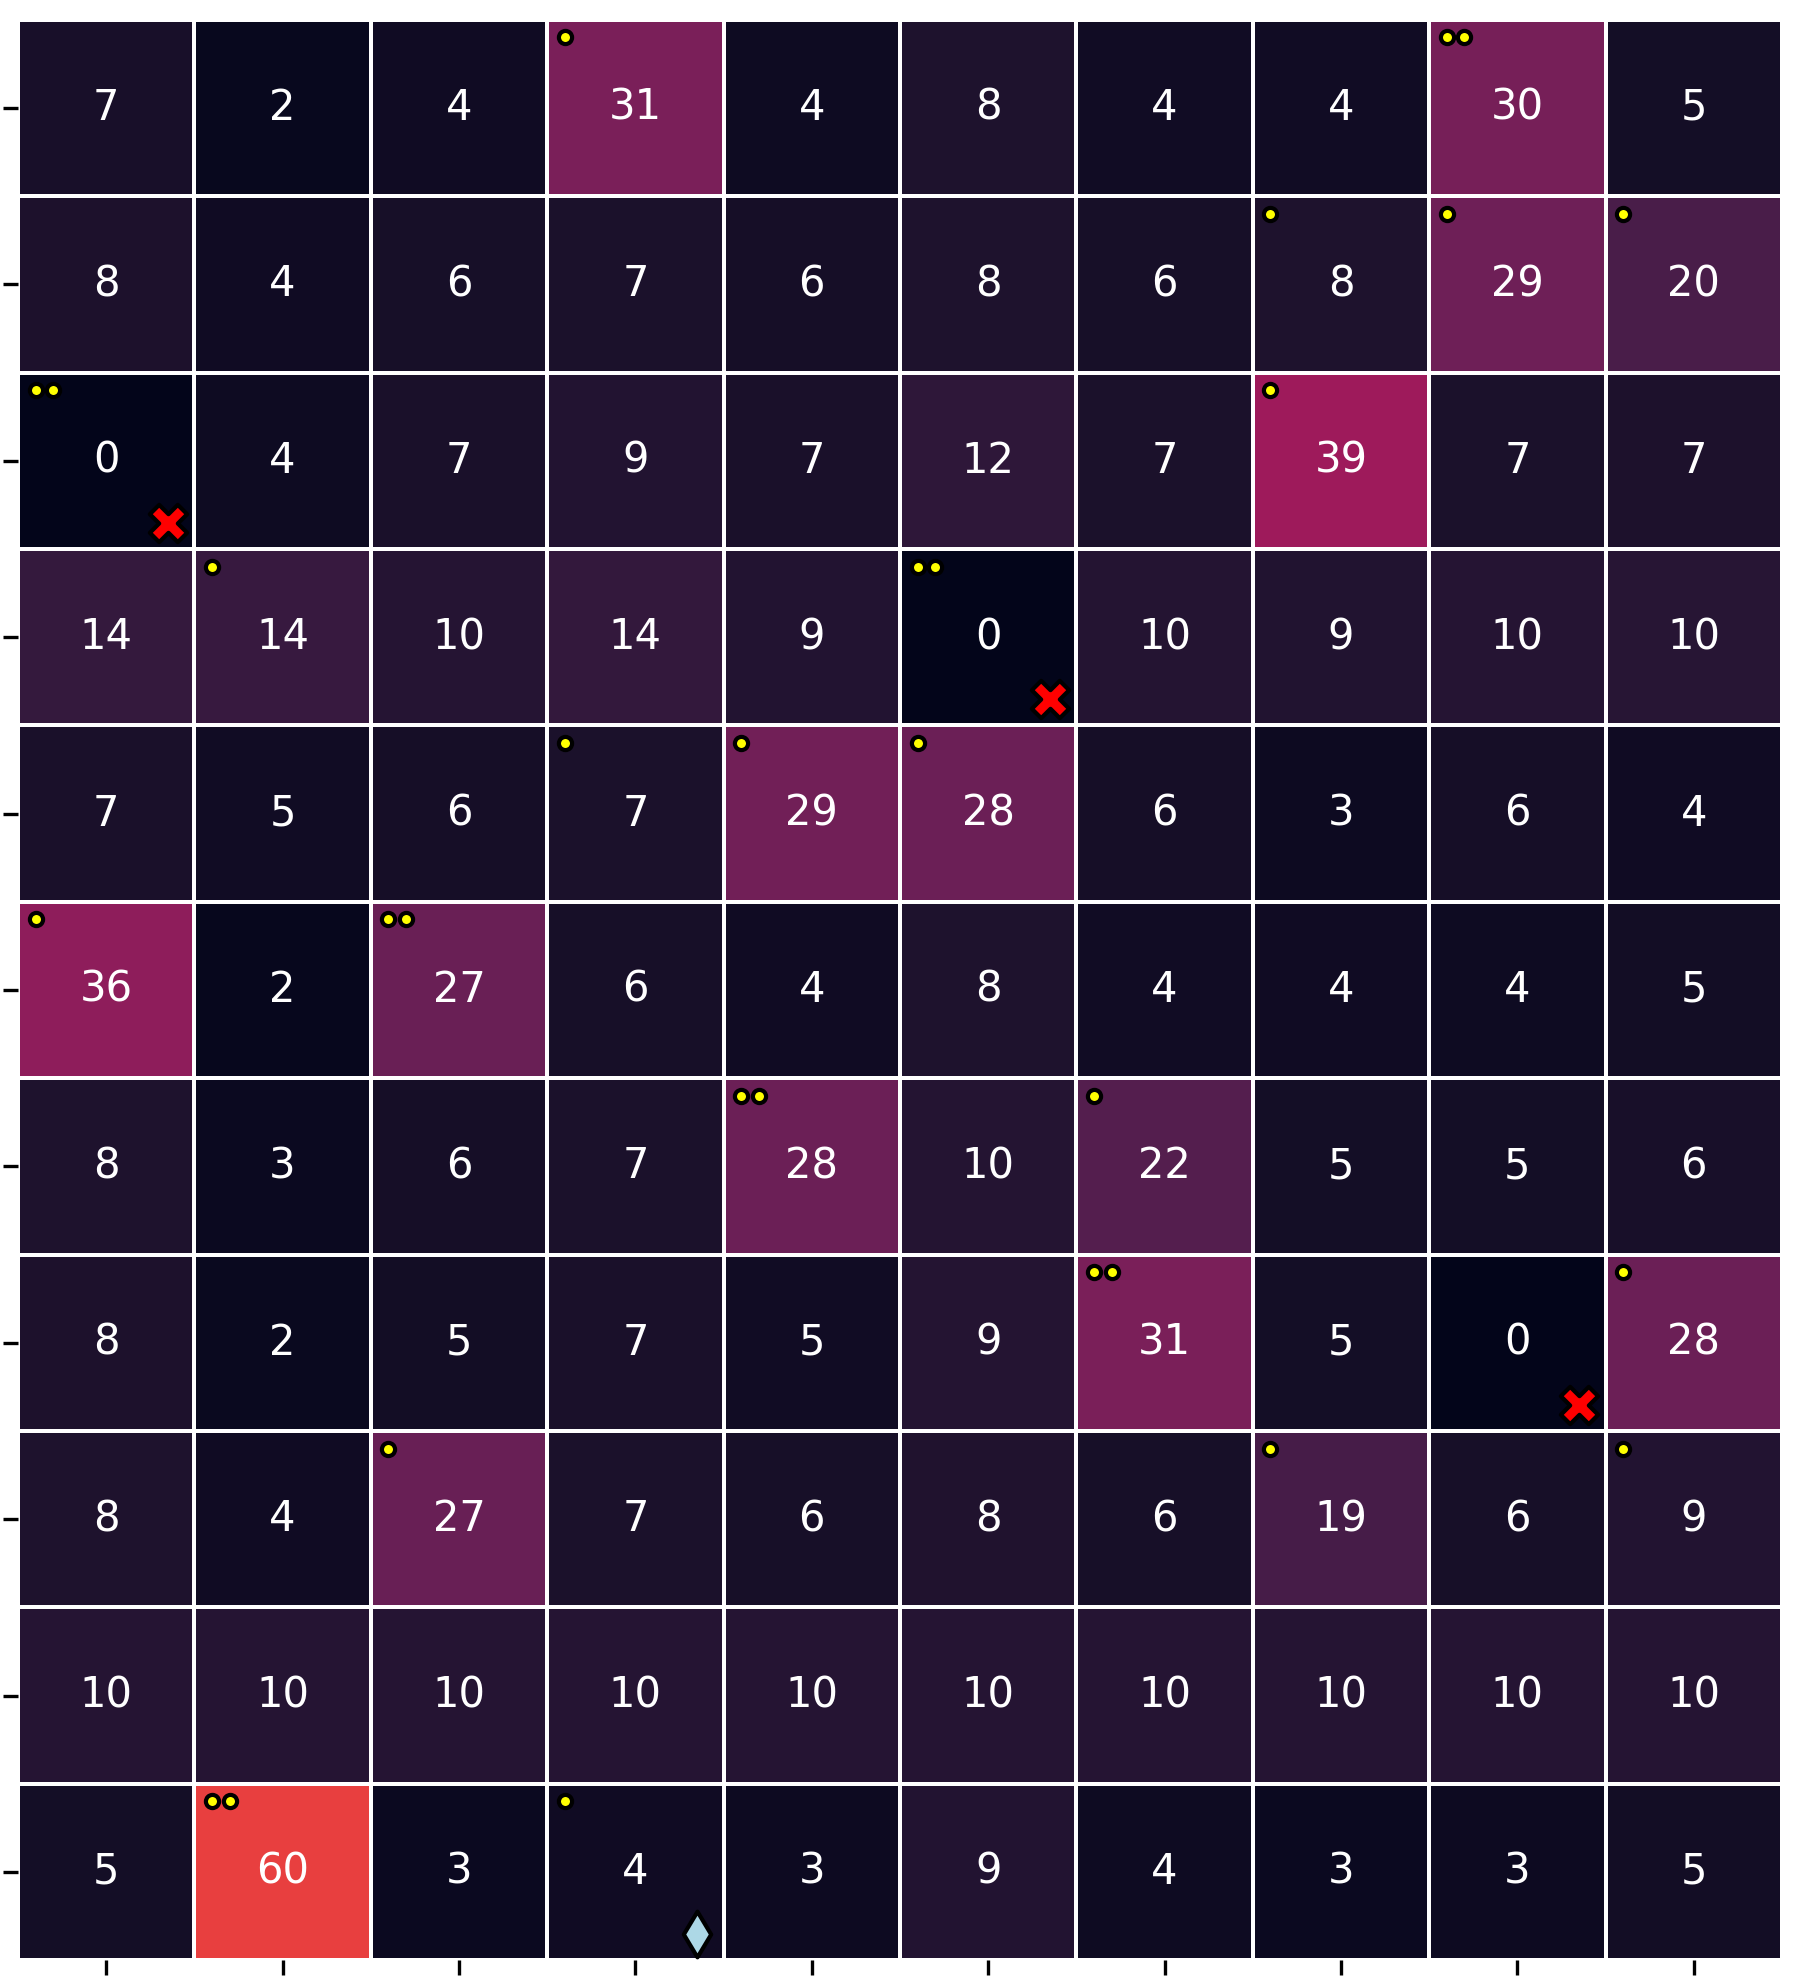 7 2 4 31 4 8 4 4 30 5
8 4 6 7 6 8 6 8 29 20
0 4 7 9 7 12 7 39 7 7
14 14 10 14 9 0 10 9 10 10
7 5 6 7 29 28 6 3 6 4
36 2 27 6 4 8 4 4 4 5
8 3 6 7 28 10 22 5 5 6
8 2 5 7 5 9 31 5 0 28
8 4 27 7 6 8 6 19 6 9
10 10 10 10 10 10 10 10 10 10
5 60 3 4 3 9 4 3 3 5